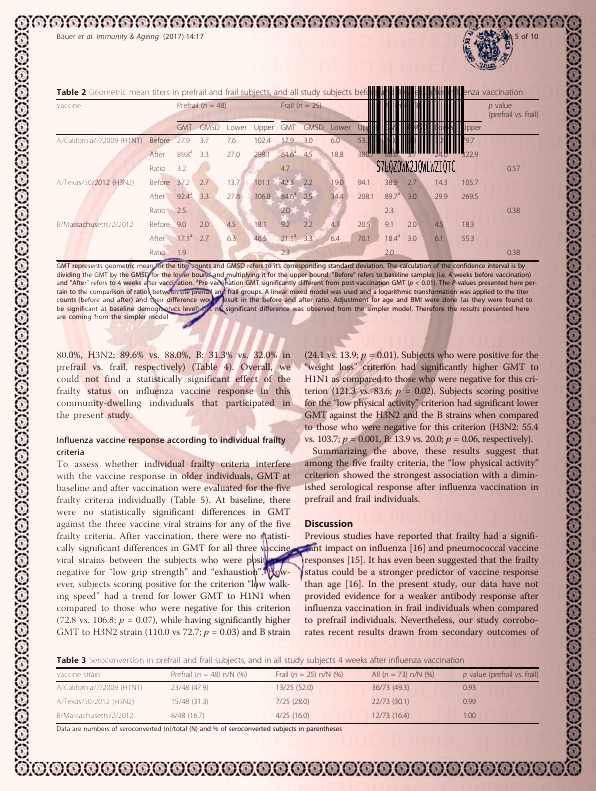 Bauer et al. Immunity & Ageing (2017) 14:17
5 of 10
Table 2 Geometric mean titers in prefrail and frail subjects, and all study subjects before influenza vaccination
vaccine Prefrail (n = 48) Frail (n = 25) p value
(prefrail vs. frail)
GMT GMSD Lower Upper GMT GMSD Lower Upper Upper
A/California/7/2009 (H1N1) Before 27.9 3.7 7.6 102.4 17.9 3.0 6.0
After 89.8a 3.3 27.0 298.1 84.6a 4.5 18.8 322.9
Ratio 3.2 4.7 0.57
A/Texas/50/2012 (H3N2) Before 37.2 2.7 13.7 101.1 42.3 2.2 19.0 94.1 38.9 2.7 14.3 105.7
After 92.4a 3.3 27.8 306.8 84.6a 2.5 34.4 208.1 89.7a 3.0 29.9 269.5
Ratio 2.5 2.0 2.3 0.38
B/Massachusetts/2/2012 Before 9.0 2.0 4.5 18.1 9.2 2.2 4.1 20.5 9.1 2.0 4.5 18.3
After 17.1a 2.7 6.3 46.5 21.1a 3.3 6.4 70.1 18.4a 3.0 6.1 55.3
Ratio 1.9 2.3 2.0 0.38
S7LQZOWK2JQWLWZIQTC
GMT represents geometric mean for the titer counts and GMSD refers to it's corresponding standard deviation. The calculation of the confidence interval is by
dividing the GMT by the GMSD for the lower bound and multiplying it for the upper bound. "Before" refers to baseline samples (i.e. 4 weeks before vaccination)
and "After" refers to 4 weeks after vaccination. aPre-vaccination GMT significantly different from post-vaccination GMT (p < 0.01). The P-values presented here per-
tain to the comparison of ratios between the prefrail and frail groups. A linear mixed model was used and a logarithmic transformation was applied to the titer
counts (before and after) and their difference would result in the before and after ratio. Adjustment for age and BMI were done (as they were found to
be significant at baseline demographics level) but no significant difference was observed from the simpler model. Therefore the results presented here
are coming from the simpler model
80.0%, H3N2: 89.6% vs. 88.0%, B: 31.3% vs. 32.0% in
prefrail vs. frail, respectively) (Table 4). Overall, we
could not find a statistically significant effect of the
frailty status on influenza vaccine response in this
community-dwelling individuals that participated in
the present study.
Influenza vaccine response according to individual frailty
criteria
To assess whether individual frailty criteria interfere
with the vaccine response in older individuals, GMT at
baseline and after vaccination were evaluated for the five
frailty criteria individually (Table 5). At baseline, there
were no statistically significant differences in GMT
against the three vaccine viral strains for any of the five
frailty criteria. After vaccination, there were no statisti-
cally significant differences in GMT for all three vaccine
viral strains between the subjects who were positive or
negative for "low grip strength" and "exhaustion". How-
ever, subjects scoring positive for the criterion "low walk-
ing speed" had a trend for lower GMT to H1N1 when
compared to those who were negative for this criterion
(72.8 vs. 106.8; p = 0.07), while having significantly higher
GMT to H3N2 strain (110.0 vs 72.7; p = 0.03) and B strain
(24.1 vs. 13.9; p = 0.01). Subjects who were positive for the
"weight loss" criterion had significantly higher GMT to
H1N1 as compared to those who were negative for this cri-
terion (121.3 vs. 83.6; p = 0.02). Subjects scoring positive
for the "low physical activity" criterion had significant lower
GMT against the H3N2 and the B strains when compared
to those who were negative for this criterion (H3N2: 55.4
vs. 103.7; p = 0.001, B: 13.9 vs. 20.0; p = 0.06, respectively).
Summarizing the above, these results suggest that
among the five frailty criteria, the "low physical activity"
criterion showed the strongest association with a dimin-
ished serological response after influenza vaccination in
prefrail and frail individuals.
Discussion
Previous studies have reported that frailty had a signifi-
cant impact on influenza [16] and pneumococcal vaccine
responses [15]. It has even been suggested that the frailty
status could be a stronger predictor of vaccine response
than age [16]. In the present study, our data have not
provided evidence for a weaker antibody response after
influenza vaccination in frail individuals when compared
to prefrail individuals. Nevertheless, our study corrobo-
rates recent results drawn from secondary outcomes of
Table 3 Seroconversion in prefrail and frail subjects, and in all study subjects 4 weeks after influenza vaccination
Vaccine strain Prefrail (n = 48) n/N (%) Frail (n = 25) n/N (%) All (n = 73) n/N (%) p value (prefrail vs. frail)
A/California/7/2009 (H1N1) 23/48 (47.9) 13/25 (52.0) 36/73 (49.3) 0.93
A/Texas/50/2012 (H3N2) 15/48 (31.3) 7/25 (28.0) 22/73 (30.1) 0.99
B/Massachusetts/2/2012 8/48 (16.7) 4/25 (16.0) 12/73 (16.4) 1.00
Data are numbers of seroconverted (n)/total (N) and % of seroconverted subjects in parentheses